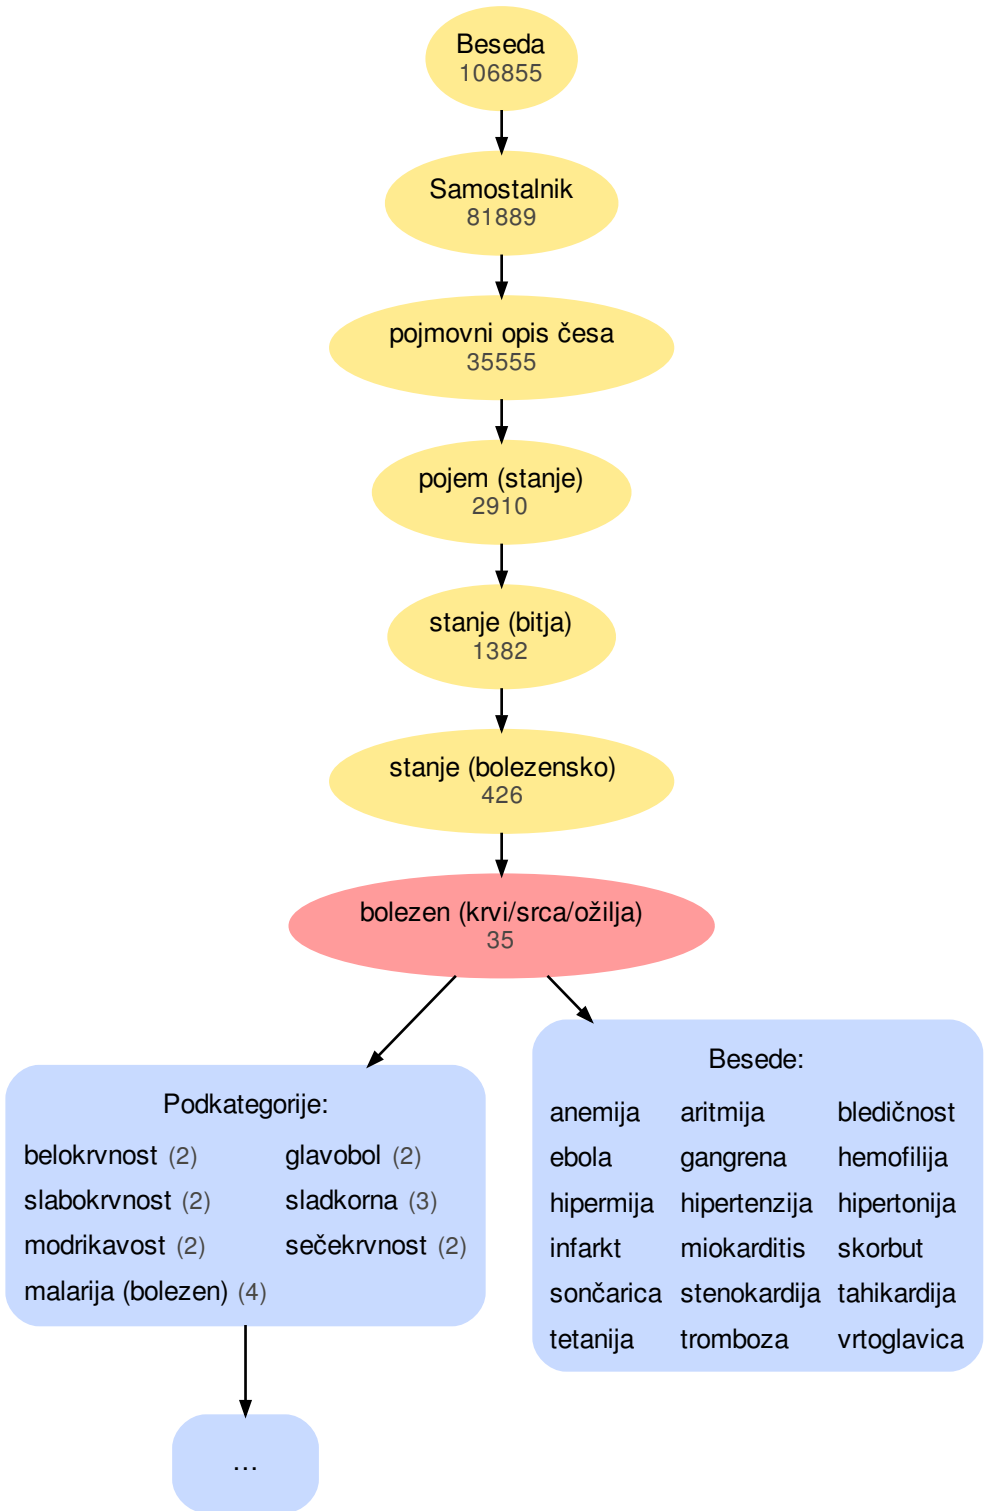 Beseda
106855
Samostalnik
81889
pojmovni opis česa
35555
pojem (stanje)
2910
stanje (bitja)
1382
stanje (bolezensko)
426
bolezen (krvi/srca/ožilja)
35
Podkategorije:
belokrvnost (2) glavobol (2)
slabokrvnost (2) sladkorna (3)
modrikavost (2) sečekrvnost (2)
malarija (bolezen) (4)
...
Besede:
anemija aritmija bledičnost
ebola gangrena hemofilija
hipermija hipertenzija hipertonija
infarkt miokarditis skorbut
sončarica stenokardija tahikardija
tetanija tromboza vrtoglavica